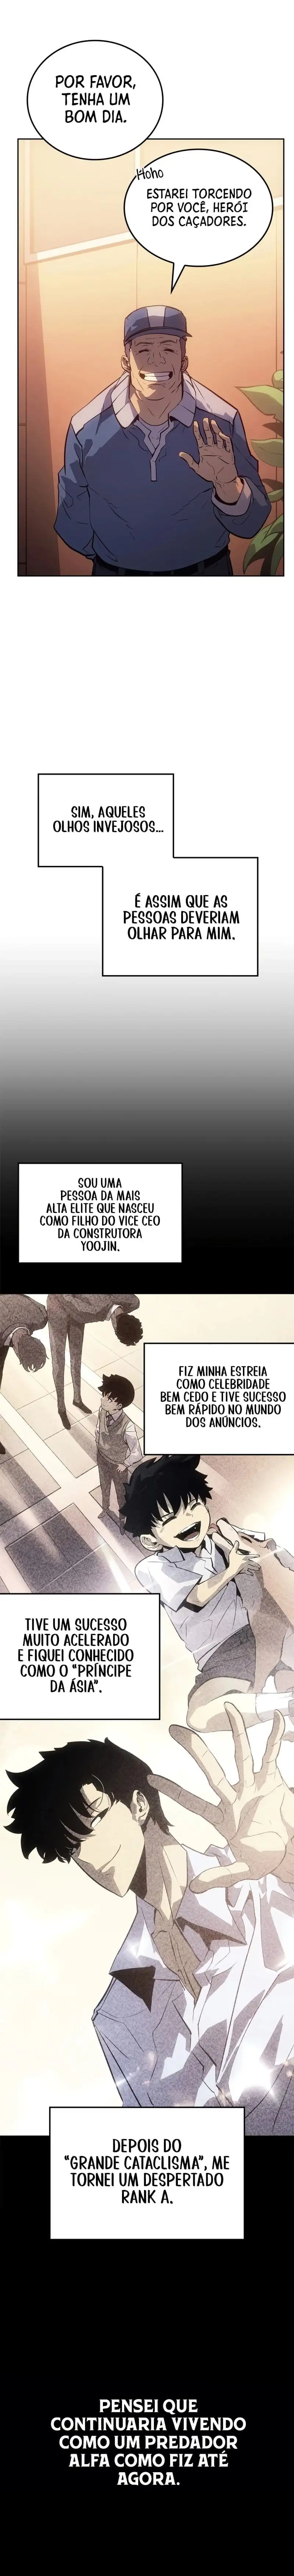 POR FAVOR,
TENHA UM
BOM DIA.
Hoho
ESTAREI TORCENDO
POR VOCÊ, HERÓI
DOS CAÇADORES.
SIM, AQUELES
OLHOS INVEJOSOS...
É ASSIM QUE AS
PESSOAS DEVERIAM
OLHAR PARA MIM.
SOU UMA
PESSOA DA MAIS
ALTA ELITE QUE NASCEU
COMO FILHO DO VICE CEO
DA CONSTRUTORA
YOOJIN.
FIZ MINHA ESTREIA
COMO CELEBRIDADE
BEM CEDO E TIVE SUCESSO
BEM RÁPIDO NO MUNDO
DOS ANÚNCIOS.
TIVE UM SUCESSO
MUITO ACELERADO
E FIQUEI CONHECIDO
COMO O "PRÍNCIPE
DA ÁSIA".
DEPOIS DO
"GRANDE CATACLISMA", ME
TORNEI UM DESPERTADO
RANK A.
PENSEI QUE
CONTINUARIA VIVENDO
COMO UM PREDADOR
ALFA COMO FIZ ATÉ
AGORA.